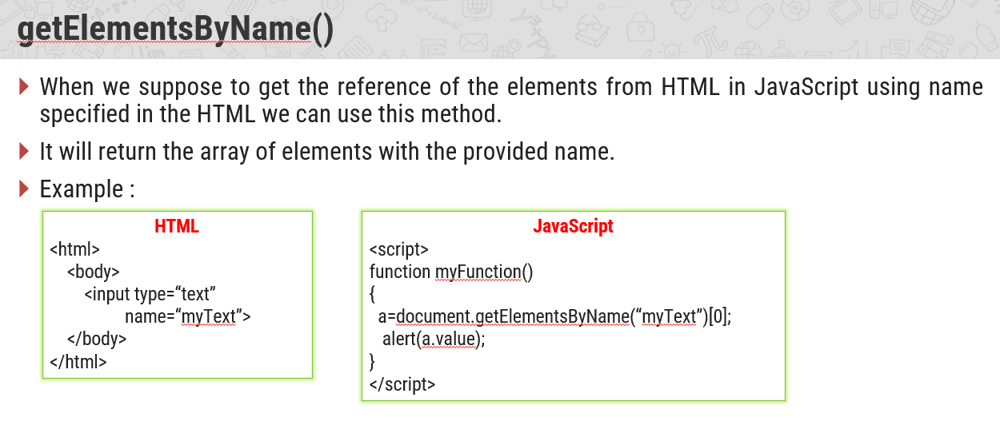 getElementsByName()
When we suppose to get the reference of the elements from HTML in JavaScript using name
specified in the HTML we can use this method.
It will return the array of elements with the provided name.
Example :
HTML
<html>
<body>
<input type=“text”
name=“myText”>
</body>
</html>
JavaScript
<script>
function myFunction()
{
a=document.getElementsByName(“myText”)[0];
alert(a.value);
}
</script>